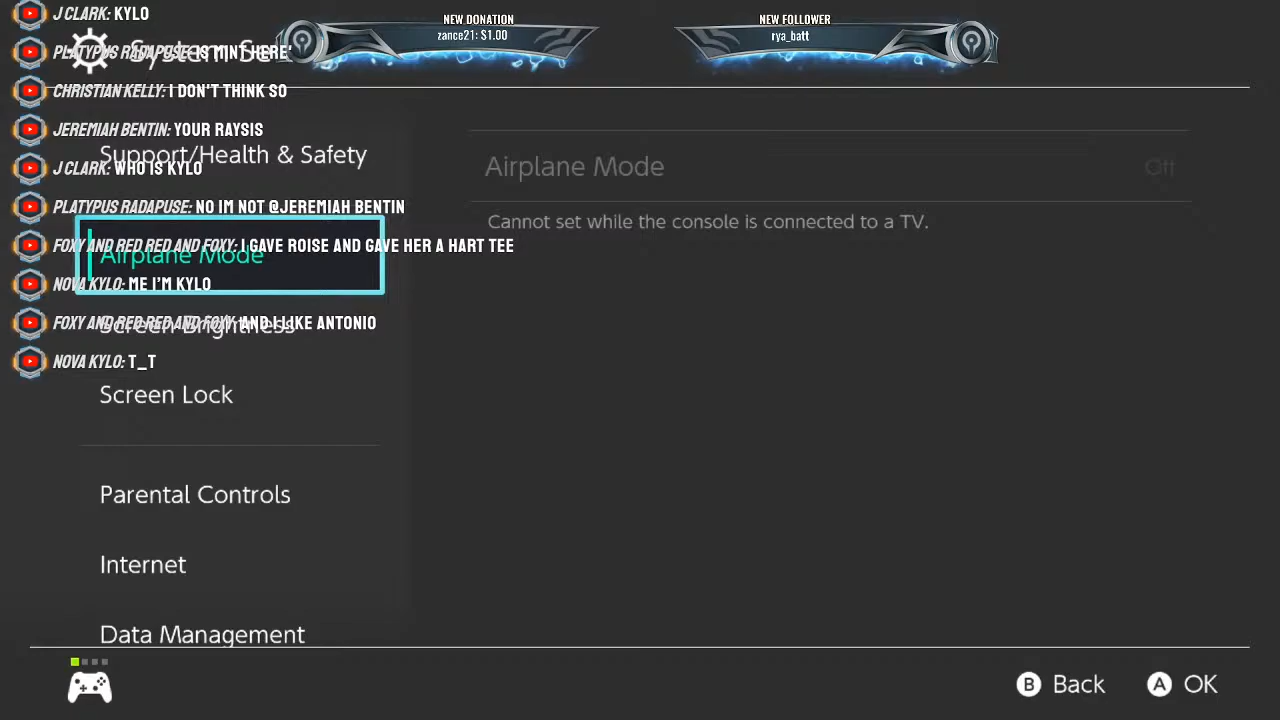 J CLARK: KYLO
NEW DONATION
zance21: $1.00
NEW FOLLOWER
rya_batt
System Se
PLATYPUS RADAPUSE: IS MINT HERE'
CHRISTIAN KELLY: I DON'T THINK SO
JEREMIAH BENTIN: YOUR RAYSIS
Support/Health & Safety
J CLARK: WHO IS KYLO
PLATYPUS RADAPUSE: NO IM NOT @JEREMIAH BENTIN
FOXY AND RED RED AND FOXY: I GAVE ROISE AND GAVE HER A HART TEE
Airplane Mode
NOVA KYLO: ME I'M KYLO
FOXY AND RED RED AND FOXY: AND I LIKE ANTONIO
Screen Brightness
NOVA KYLO: T_T
Screen Lock
Parental Controls
Internet
Data Management
Airplane Mode Off
Cannot set while the console is connected to a TV.
B Back A OK